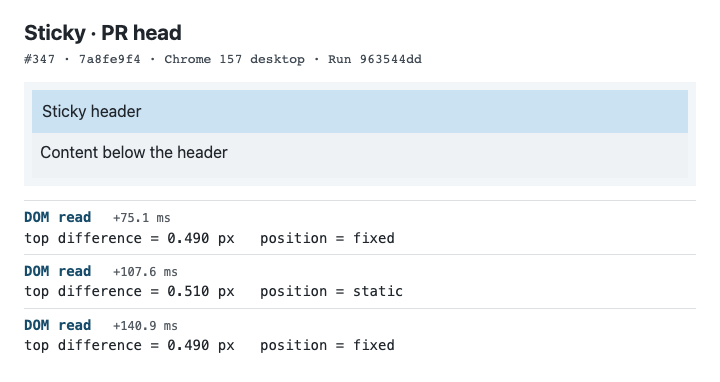 Sticky · PR head
#347 · 7a8fe9f4 · Chrome 157 desktop · Run 963544dd
Sticky header
Content below the header
DOM read +75.1 ms
top difference = 0.490 px position = fixed
DOM read +107.6 ms
top difference = 0.510 px position = static
DOM read +140.9 ms
top difference = 0.490 px position = fixed